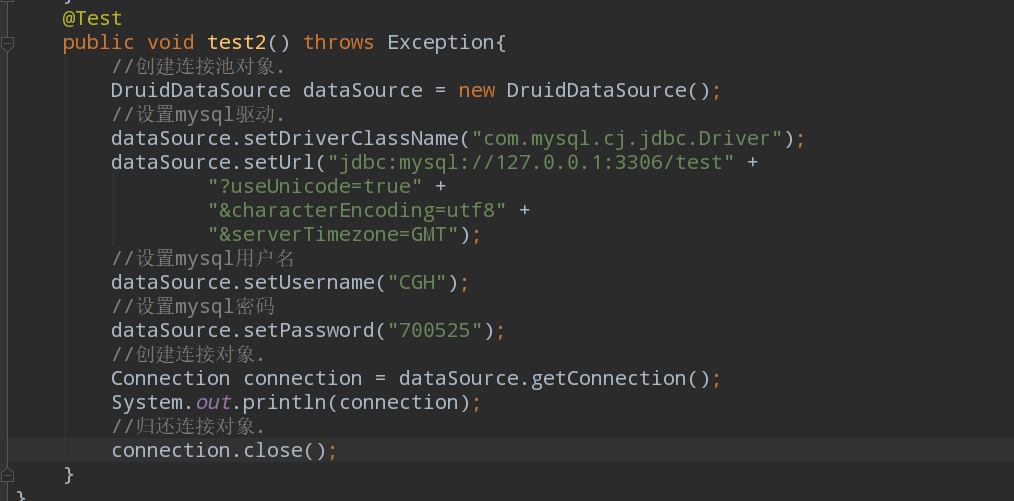 }
@Test
public void test2() throws Exception{
//创建连接池对象.
DruidDataSource dataSource = new DruidDataSource();
//设置mysql驱动.
dataSource.setDriverClassName("com.mysql.cj.jdbc.Driver");
dataSource.setUrl("jdbc:mysql://127.0.0.1:3306/test" +
"?useUnicode=true" +
"&characterEncoding=utf8" +
"&serverTimezone=GMT");
//设置mysql用户名
dataSource.setUsername("CGH");
//设置mysql密码
dataSource.setPassword("700525");
//创建连接对象.
Connection connection = dataSource.getConnection();
System.out.println(connection);
//归还连接对象.
connection.close();
}
}